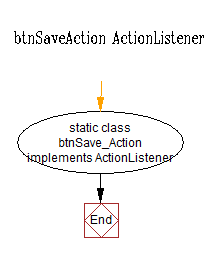 btnSaveAction ActionListener
static class
btnSave_Action
implements ActionListener
End